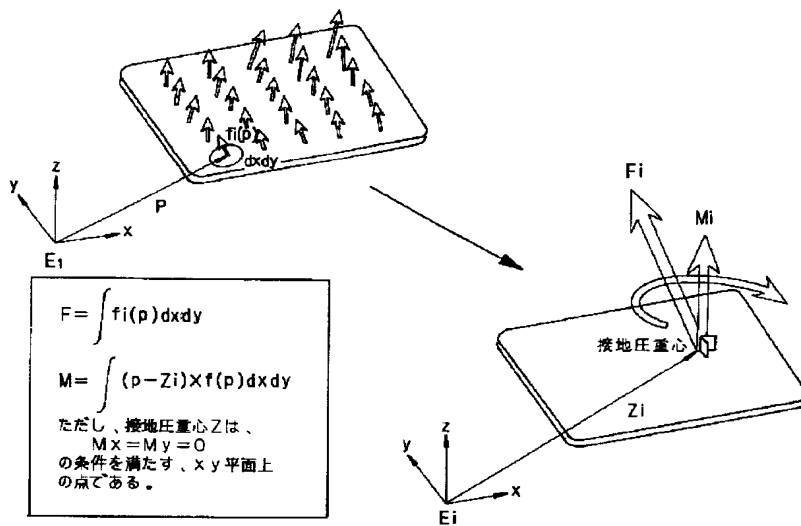 fi(p)
dxdy
P
z
y
x
E1
Fi
Mi
接地圧重心
Zi
z
y
x
Ei
F=∫fi(p)dxdy
M=∫(p-Zi)×f(p)dxdy
ただし、接地圧重心Zは、
Mx=My=0
の条件を満たす、xy平面上
の点である。